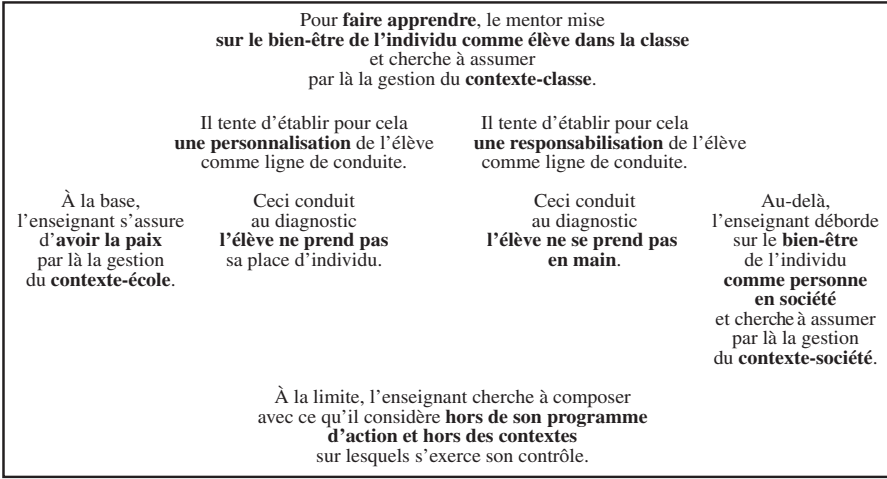 Pour faire apprendre, le mentor mise
sur le bien-être de l'individu comme élève dans la classe
et cherche à assumer
par là la gestion du contexte-classe.
Il tente d'établir pour cela
une personnalisation de l'élève
comme ligne de conduite.
Il tente d'établir pour cela
une responsabilisation de l'élève
comme ligne de conduite.
À la base,
l'enseignant s'assure
d'avoir la paix
par là la gestion
du contexte-école.
Ceci conduit
au diagnostic
l'élève ne prend pas
sa place d'individu.
Ceci conduit
au diagnostic
l'élève ne se prend pas
en main.
Au-delà,
l'enseignant déborde
sur le bien-être
de l'individu
comme personne
en société
et cherche à assumer
par là la gestion
du contexte-société.
À la limite, l'enseignant cherche à composer
avec ce qu'il considère hors de son programme
d'action et hors des contextes
sur lesquels s'exerce son contrôle.